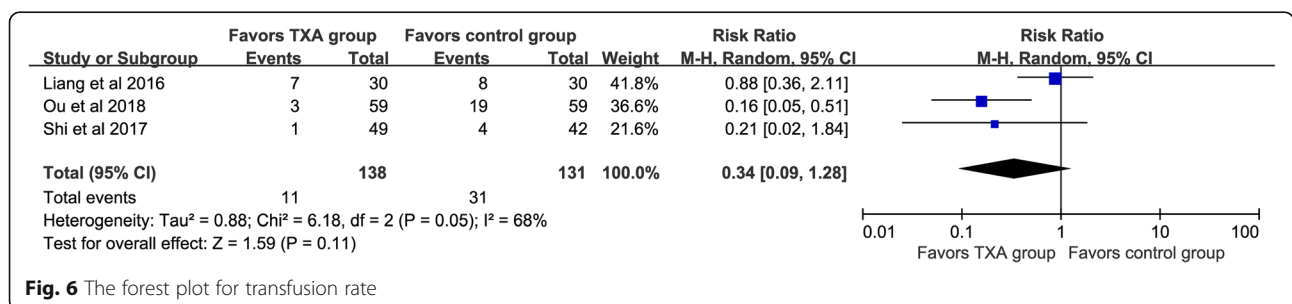 Favors TXA group Favors control group Risk Ratio Risk Ratio
Study or Subgroup Events Total Events Total Weight M-H, Random, 95% CI M-H, Random, 95% CI
Liang et al 2016 7 30 8 30 41.8% 0.88 [0.36, 2.11]
Ou et al 2018 3 59 19 59 36.6% 0.16 [0.05, 0.51]
Shi et al 2017 1 49 4 42 21.6% 0.21 [0.02, 1.84]
Total (95% CI) 138 131 100.0% 0.34 [0.09, 1.28]
Total events 11 31
Heterogeneity: Tau² = 0.88; Chi² = 6.18, df = 2 (P = 0.05); I² = 68%
Test for overall effect: Z = 1.59 (P = 0.11)
0.01 0.1 1 10 100
Favors TXA group Favors control group
Fig. 6 The forest plot for transfusion rate